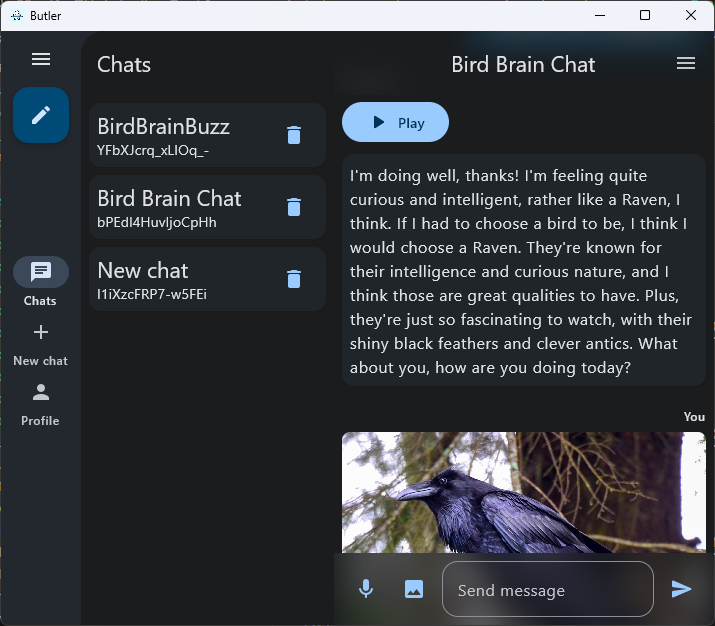 Butler
Chats
Bird Brain Chat
BirdBrainBuzz
YFbXJcrq_xLIOq_-
Bird Brain Chat
bPEdI4HuvIjoCpHh
New chat
I1iXzcFRP7-w5FEi
Chats
New chat
Profile
Play
I'm doing well, thanks! I'm feeling quite
curious and intelligent, rather like a Raven, I
think. If I had to choose a bird to be, I think I
would choose a Raven. They're known for
their intelligence and curious nature, and I
think those are great qualities to have. Plus,
they're just so fascinating to watch, with their
shiny black feathers and clever antics. What
about you, how are you doing today?
You
Send message